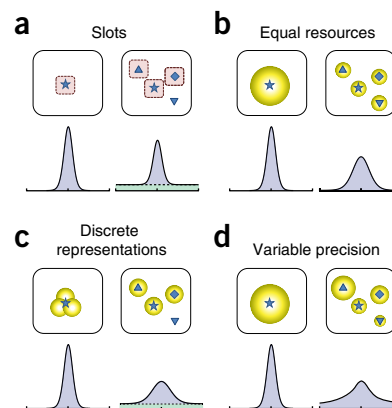 a
Slots
b
Equal resources
c
Discrete
representations
d
Variable precision